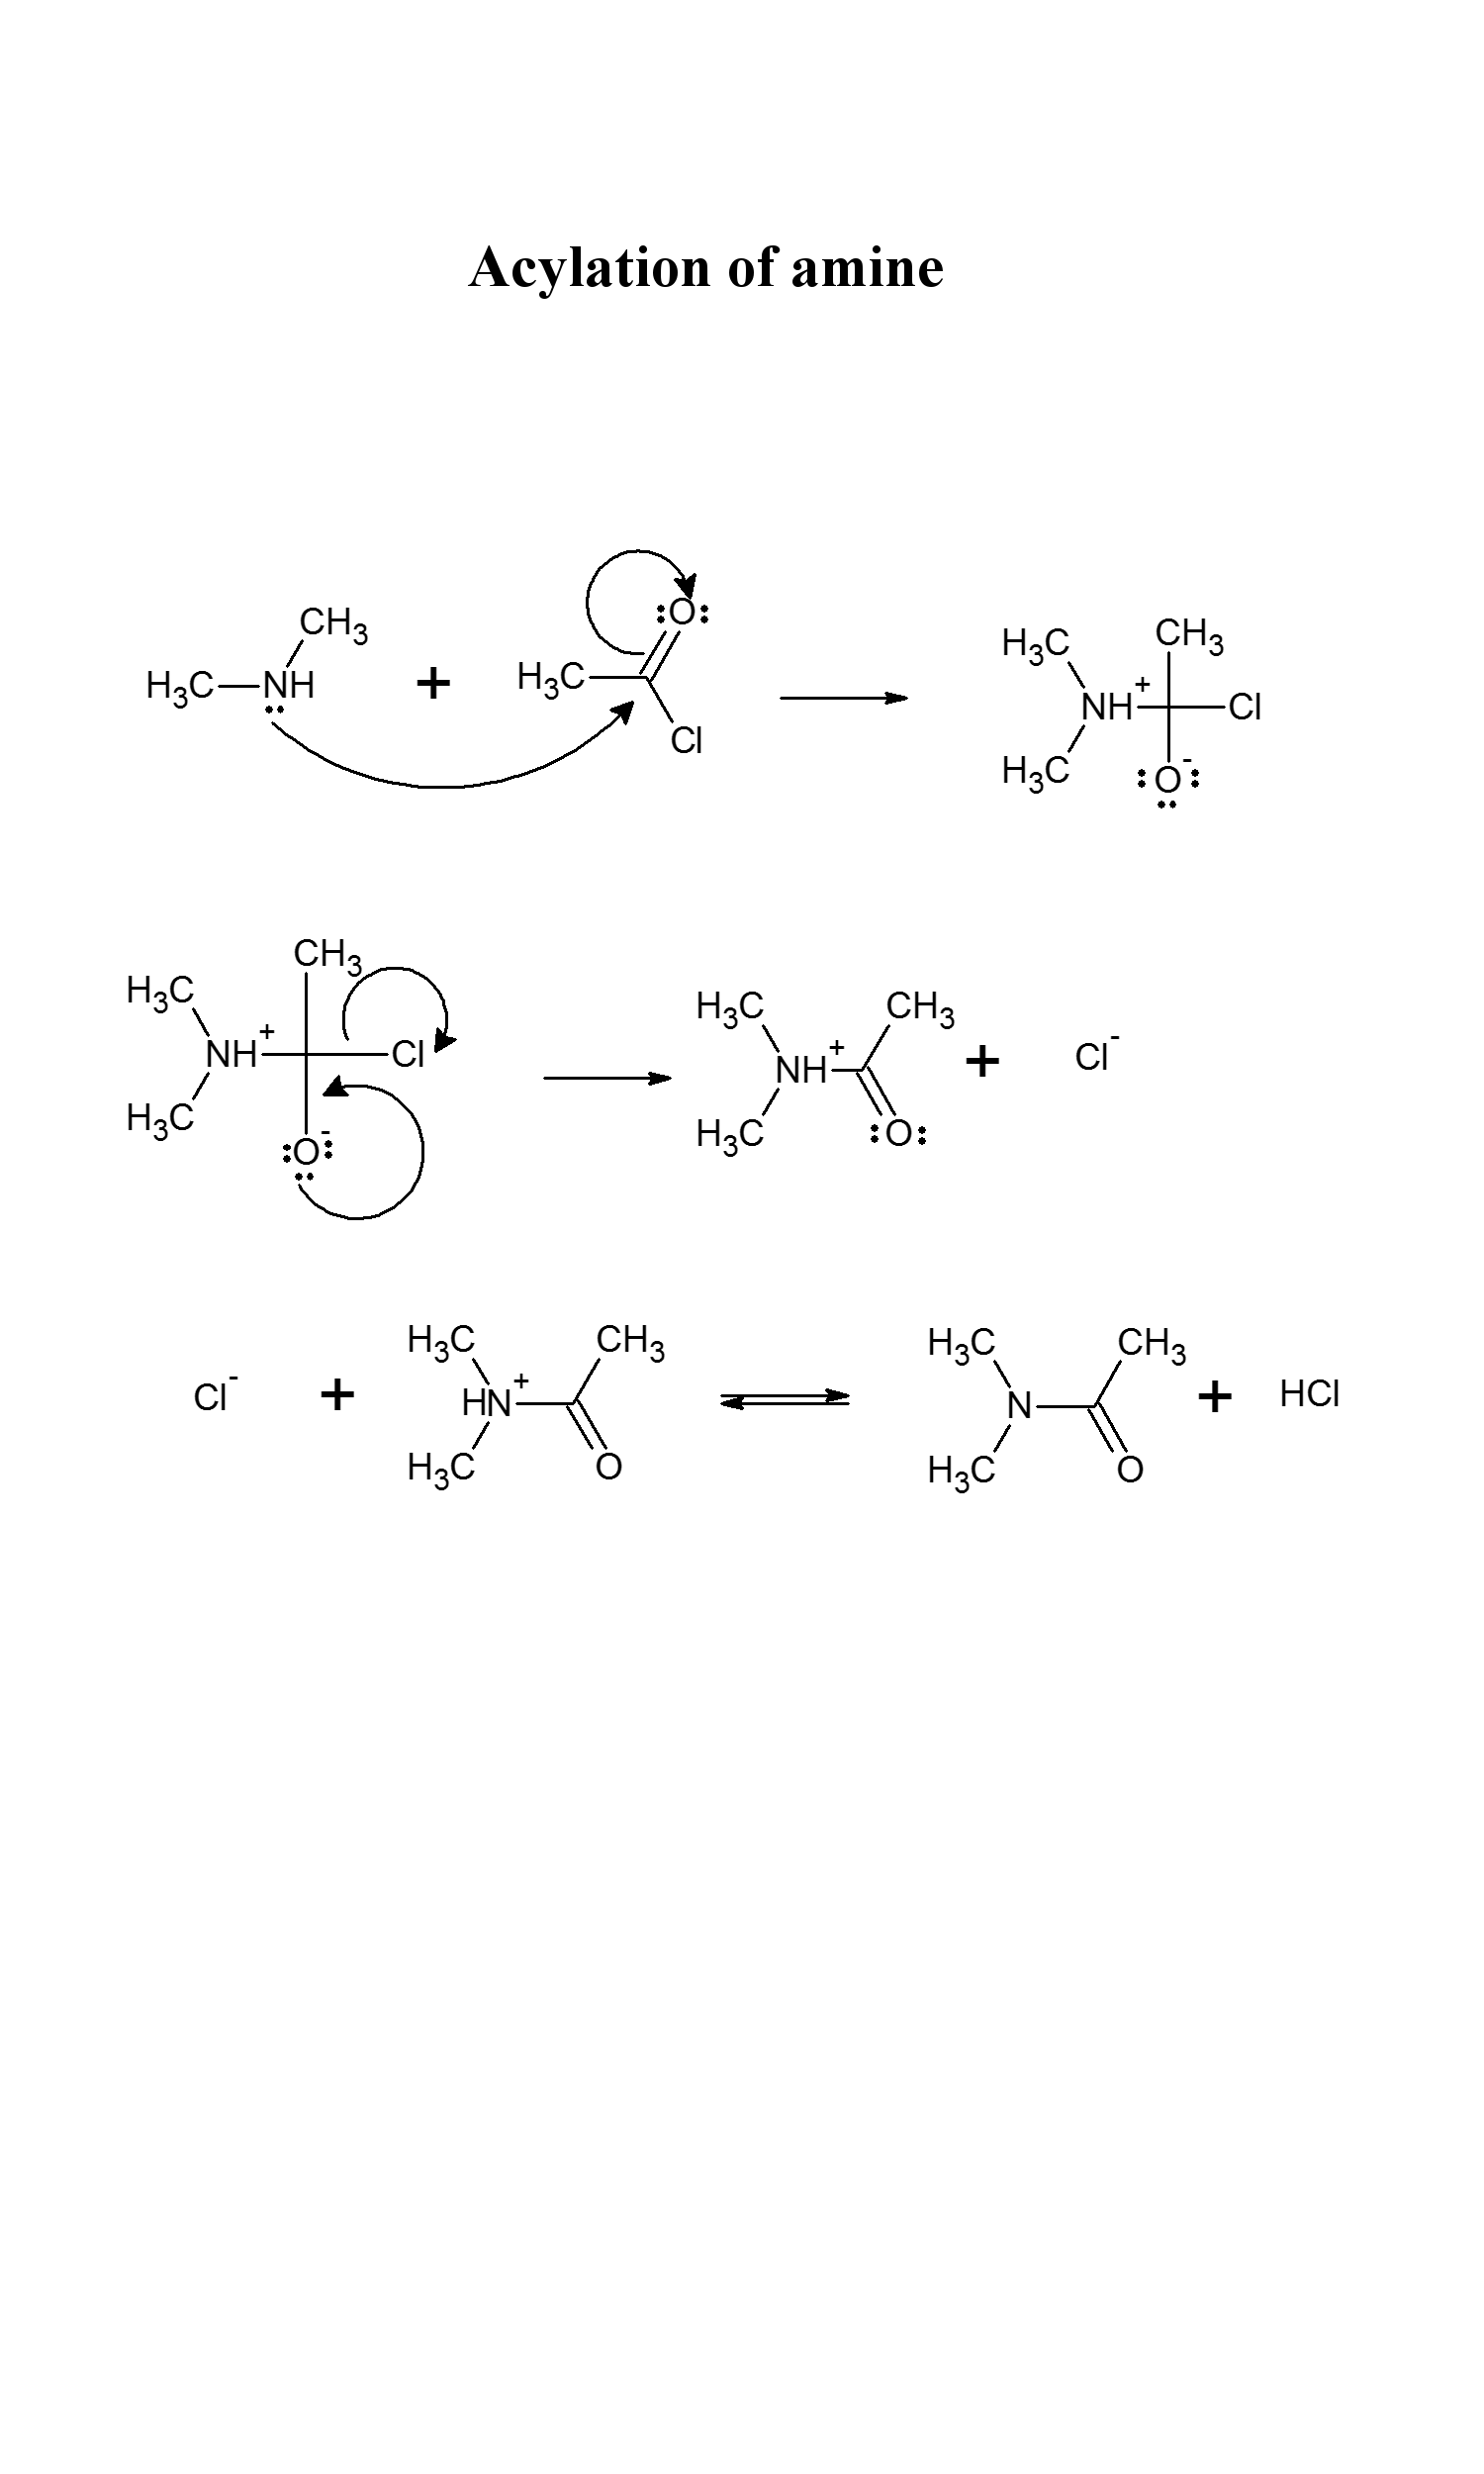 Acylation of amine
H₃C NH CH₃ + H₃C O Cl H₃C H₃C NH⁺ CH₃ Cl O⁻
H₃C H₃C NH⁺ CH₃ Cl O⁻ H₃C H₃C NH⁺ CH₃ O + Cl⁻
Cl⁻ + H₃C H₃C HN⁺ CH₃ O H₃C H₃C N CH₃ O + HCl